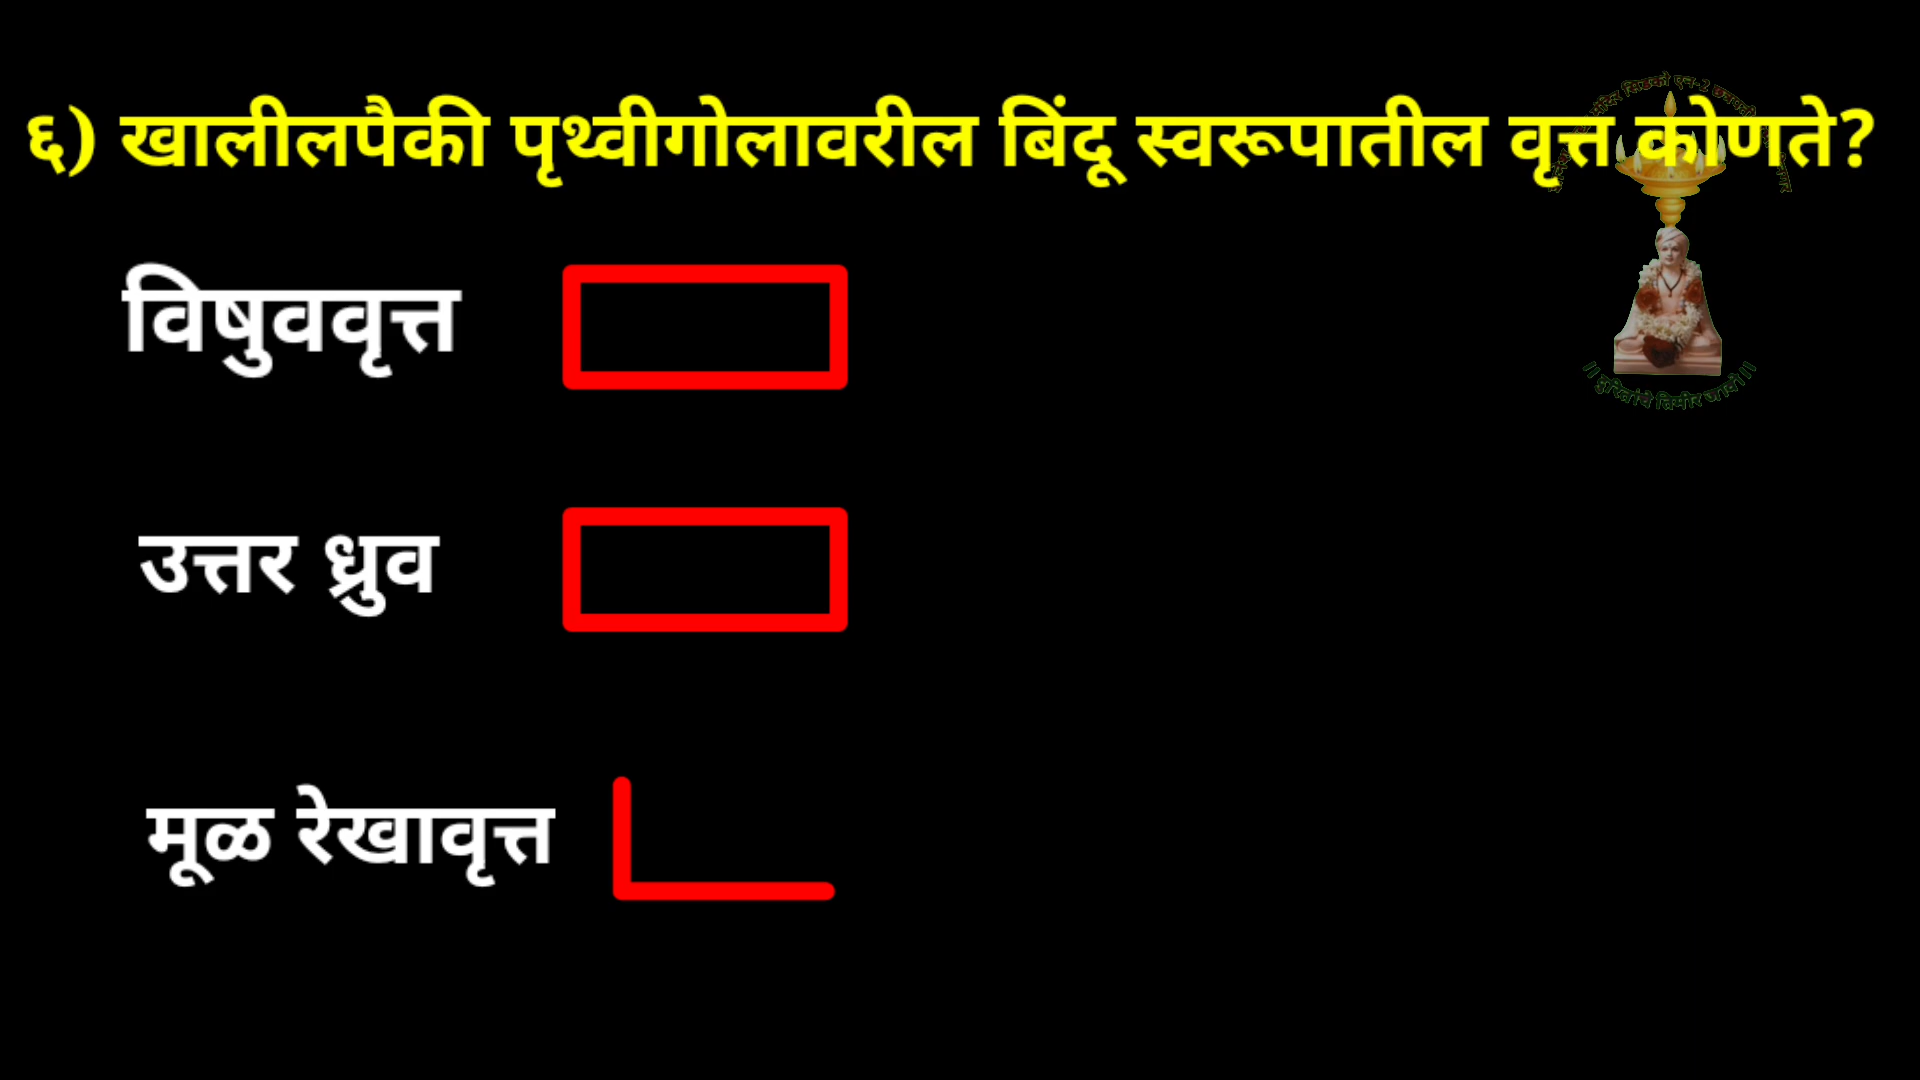 ६) खालीलपैकी पृथ्वीगोलावरील बिंदू स्वरूपातील वृत्त कोणते?
विषुववृत्त
उत्तर ध्रुव
मूळ रेखावृत्त